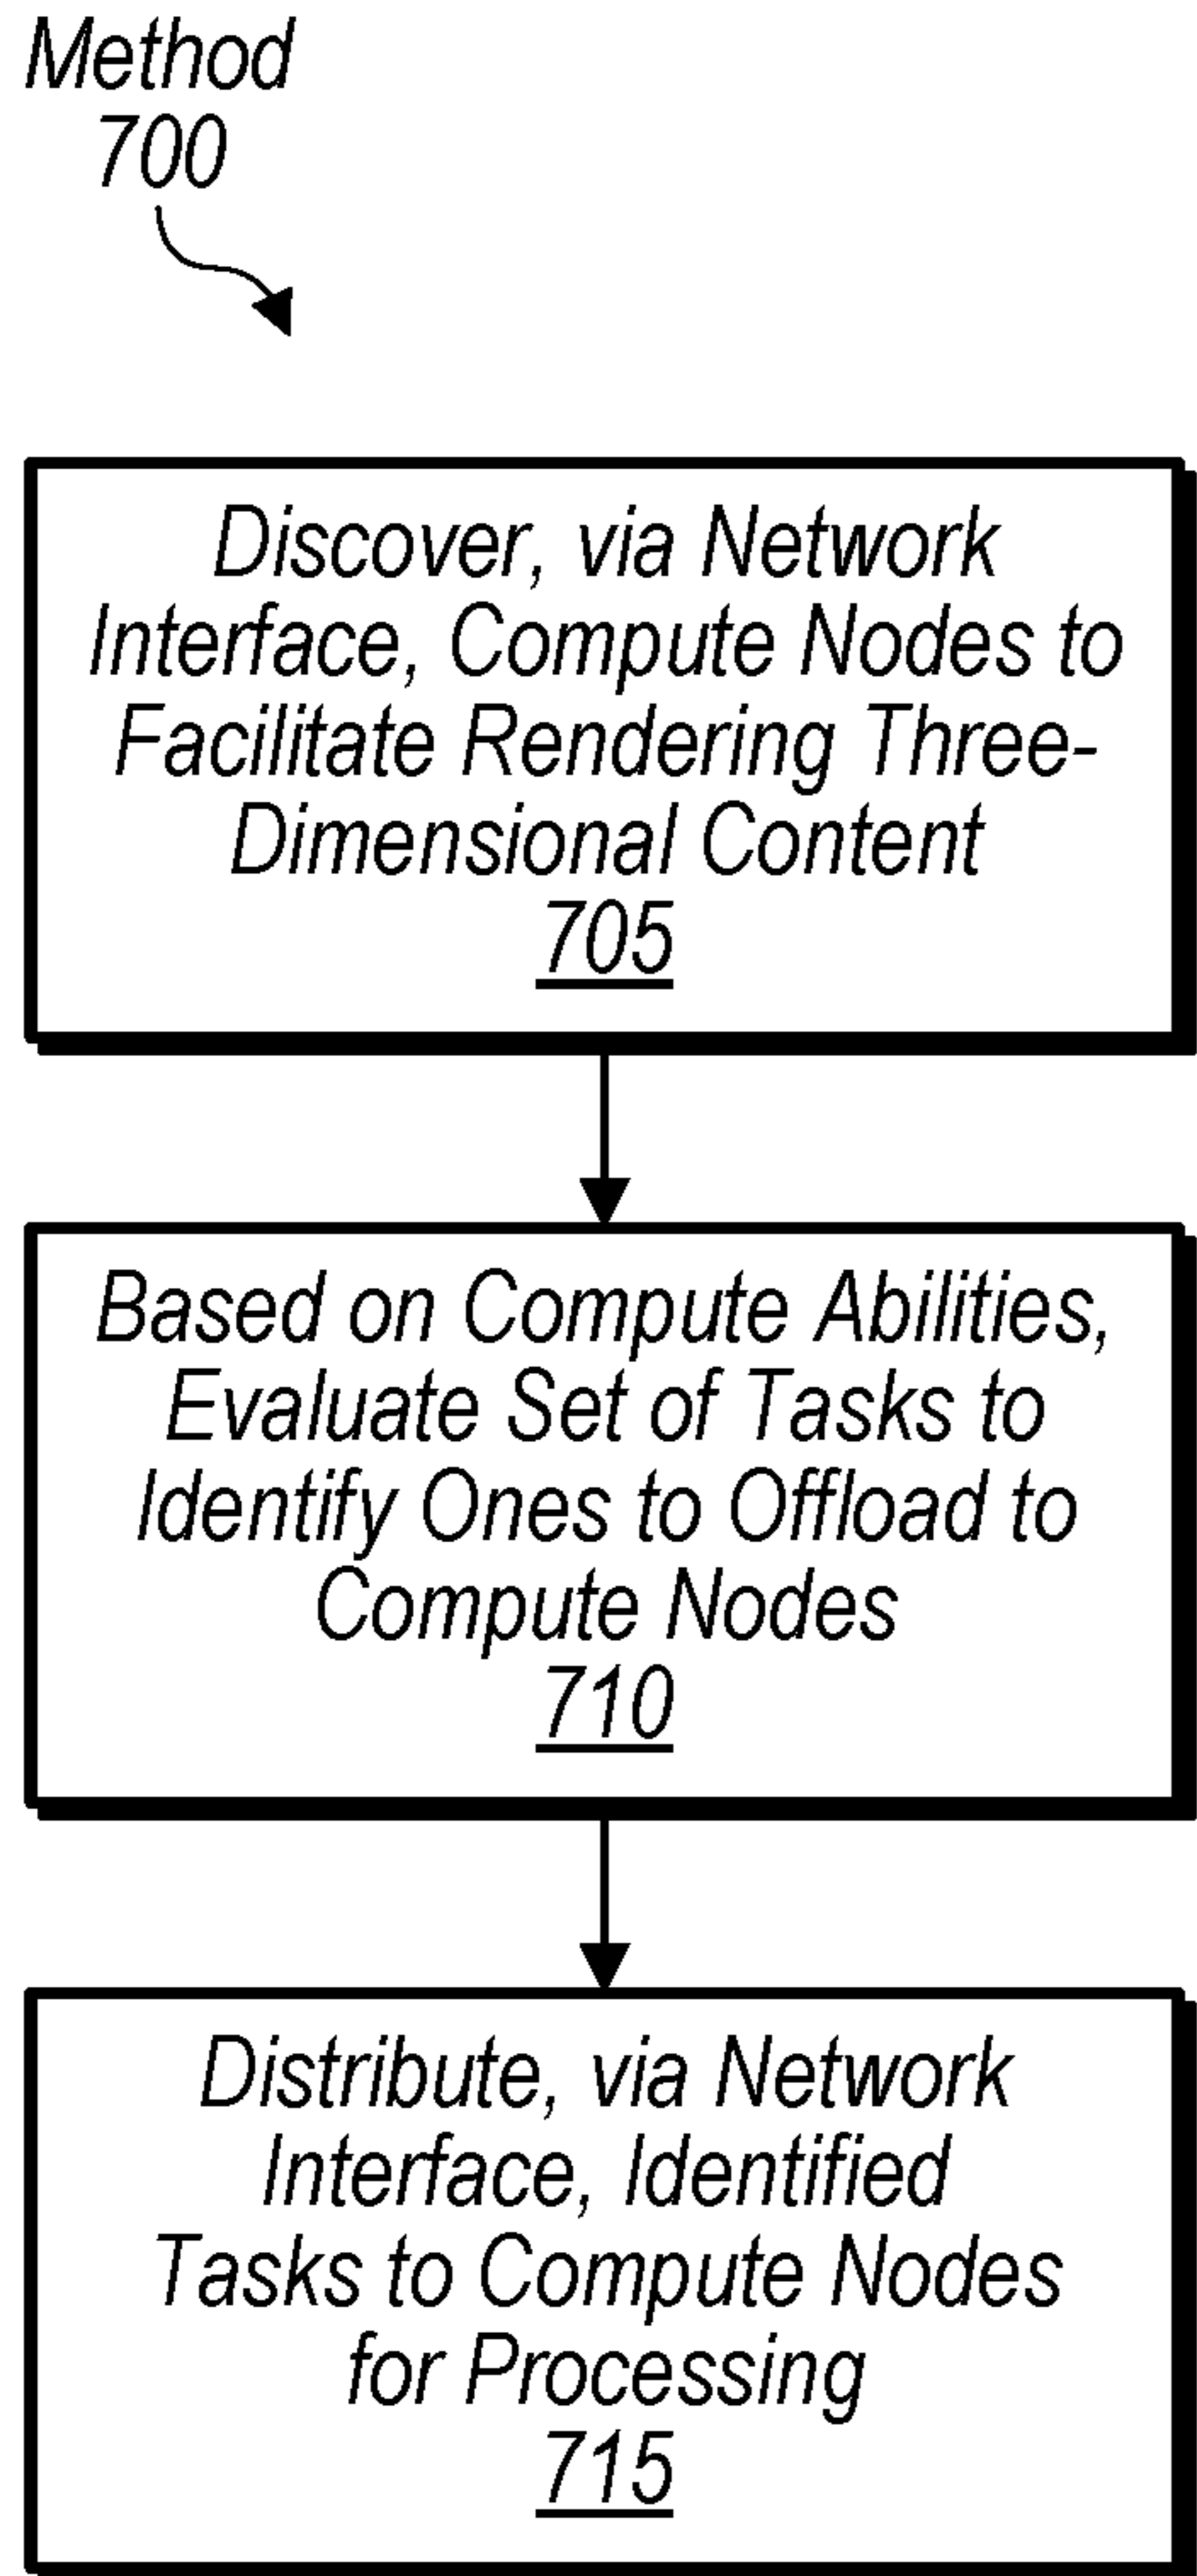 Method
700
Discover, via Network
Interface, Compute Nodes to
Facilitate Rendering Three-
Dimensional Content
705
Based on Compute Abilities,
Evaluate Set of Tasks to
Identify Ones to Offload to
Compute Nodes
710
Distribute, via Network
Interface, Identified
Tasks to Compute Nodes
for Processing
715